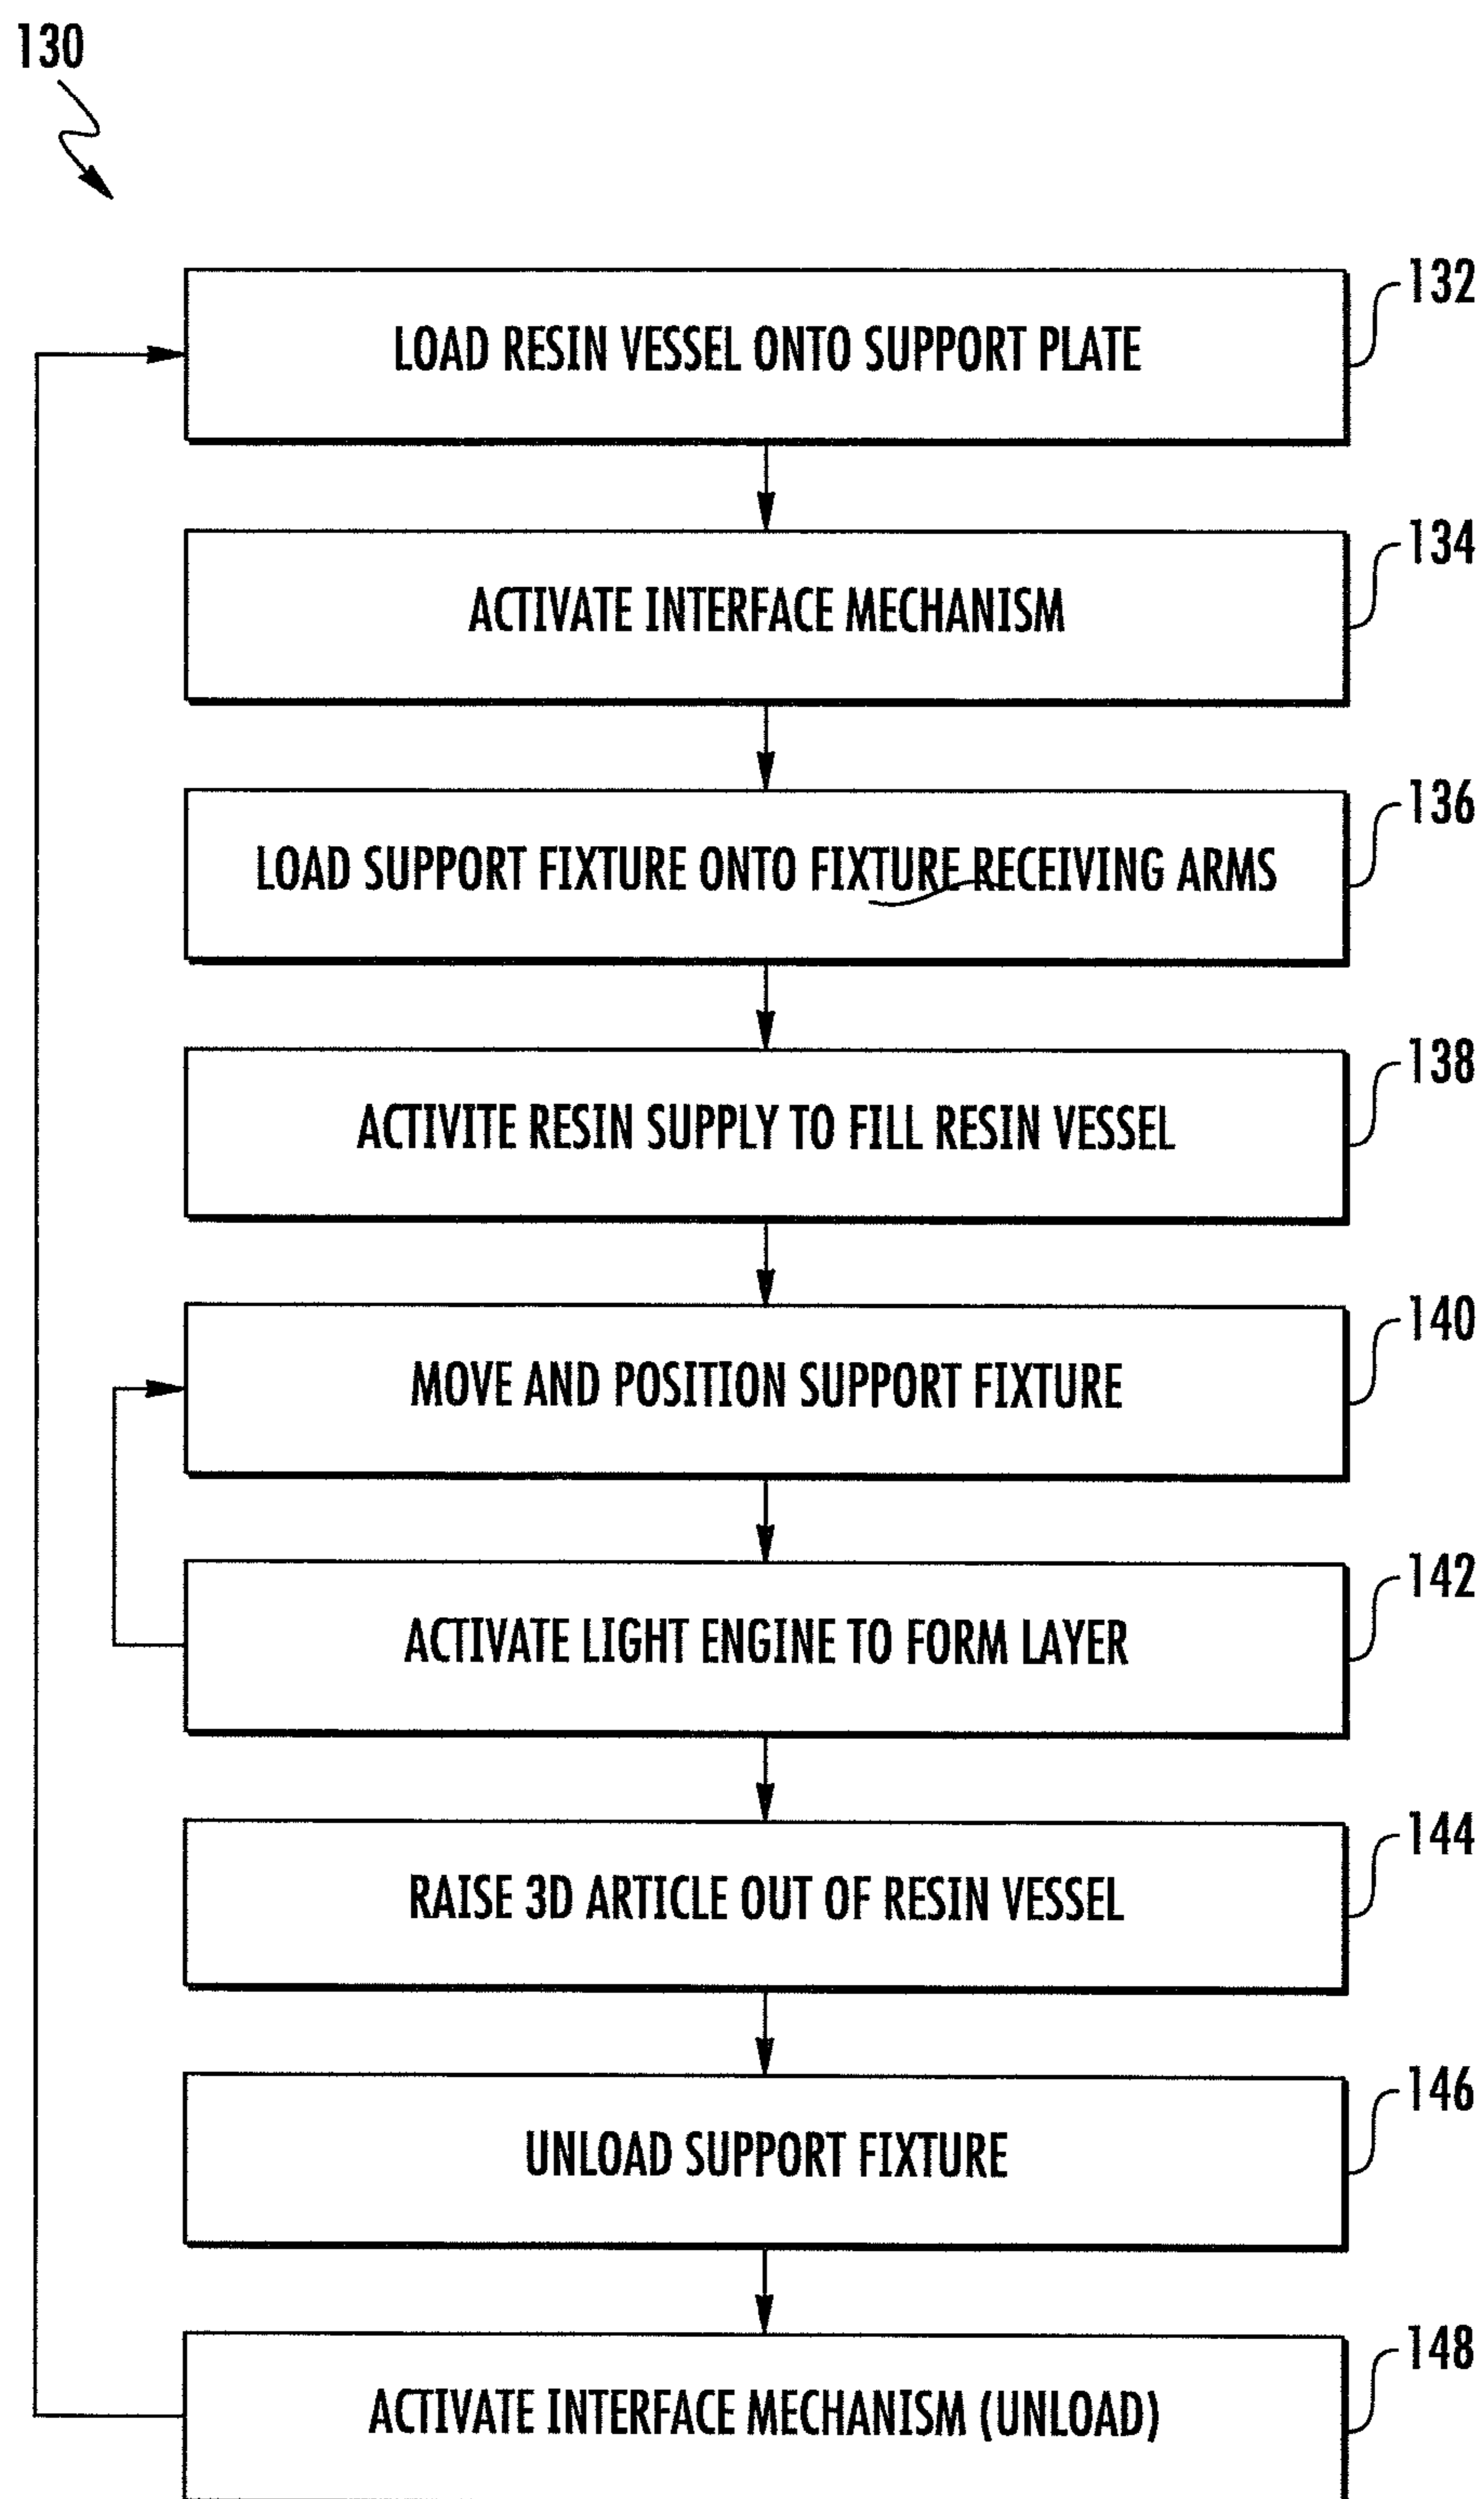 130
LOAD RESIN VESSEL ONTO SUPPORT PLATE
132
ACTIVATE INTERFACE MECHANISM
134
LOAD SUPPORT FIXTURE ONTO FIXTURE RECEIVING ARMS
136
ACTIVITE RESIN SUPPLY TO FILL RESIN VESSEL
138
MOVE AND POSITION SUPPORT FIXTURE
140
ACTIVATE LIGHT ENGINE TO FORM LAYER
142
RAISE 3D ARTICLE OUT OF RESIN VESSEL
144
UNLOAD SUPPORT FIXTURE
146
ACTIVATE INTERFACE MECHANISM (UNLOAD)
148